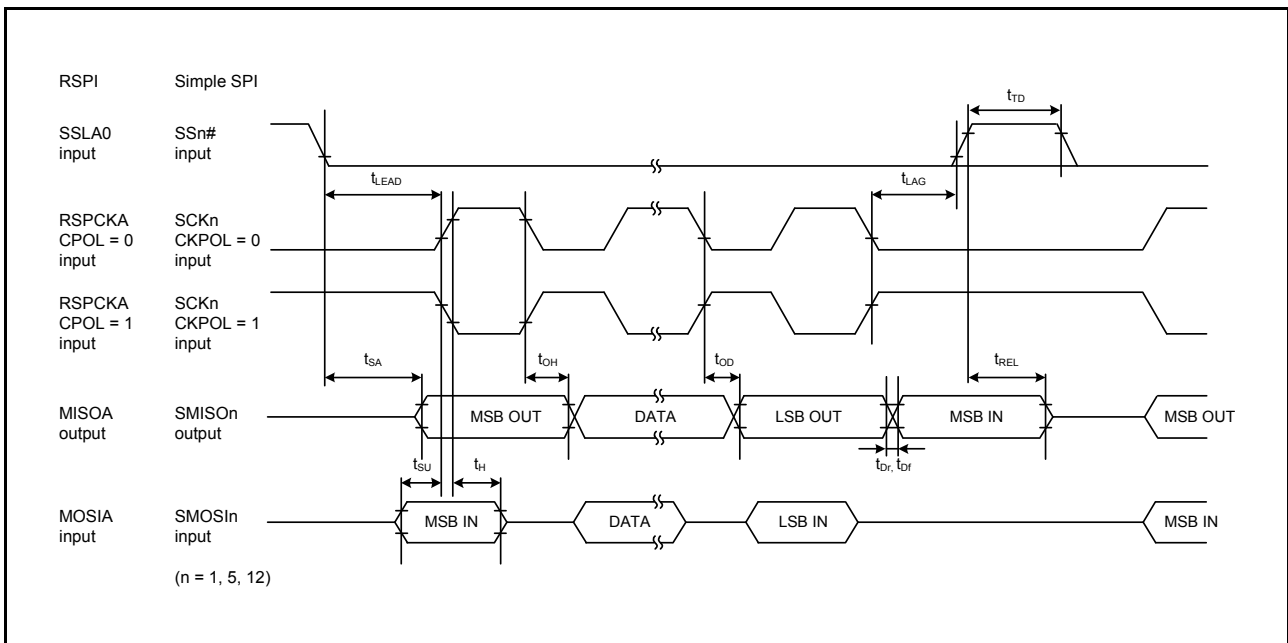 RSPI Simple SPI
tTD
SSLA0 SSn#
input input
tLEAD tLAG
RSPCKA SCKn
CPOL = 0 CKPOL = 0
input input
RSPCKA SCKn
CPOL = 1 CKPOL = 1
input input
tSA tOH tOD tREL
MISOA SMISOn
output output
MSB OUT DATA LSB OUT MSB IN MSB OUT
tSU tH tDr, tDf
MOSIA SMOSIn
input input
MSB IN DATA LSB IN MSB IN
(n = 1, 5, 12)